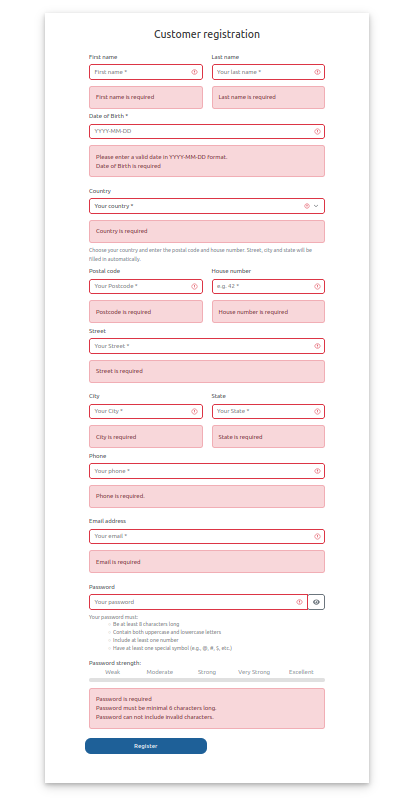 Customer registration
First name Last name
First name * Your last name *
First name is required Last name is required
Date of Birth *
YYYY-MM-DD
Please enter a valid date in YYYY-MM-DD format.
Date of Birth is required
Country
Your country *
Country is required
Choose your country and enter the postal code and house number. Street, city and state will be
filled in automatically.
Postal code House number
Your Postcode * e.g. 42 *
Postcode is required House number is required
Street
Your Street *
Street is required
City State
Your City * Your State *
City is required State is required
Phone
Your phone *
Phone is required.
Email address
Your email *
Email is required
Password
Your password
Your password must:
Be at least 8 characters long
Contain both uppercase and lowercase letters
Include at least one number
Have at least one special symbol (e.g., @, #, $, etc.)
Password strength:
Weak Moderate Strong Very Strong Excellent
Password is required
Password must be minimal 6 characters long.
Password can not include invalid characters.
Register